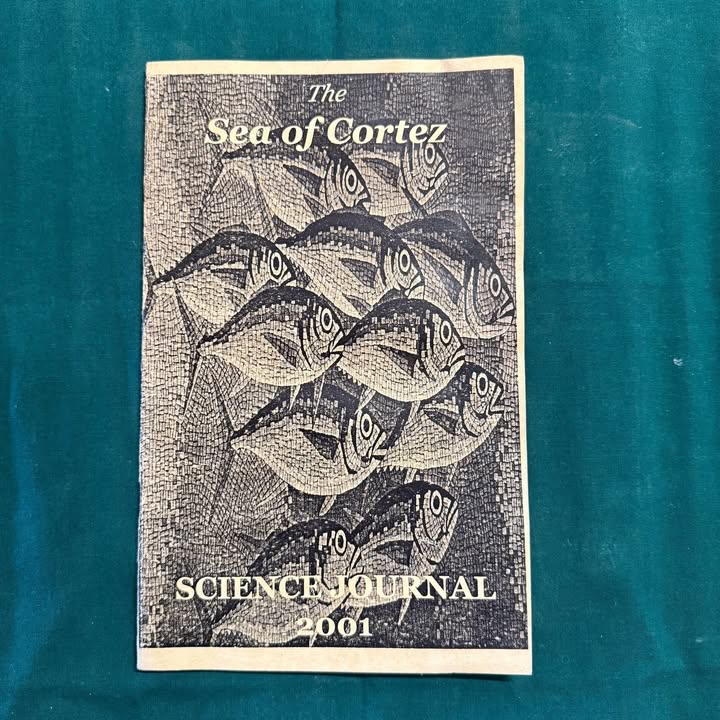 The
Sea of Cortez
SCIENCE JOURNAL
2001